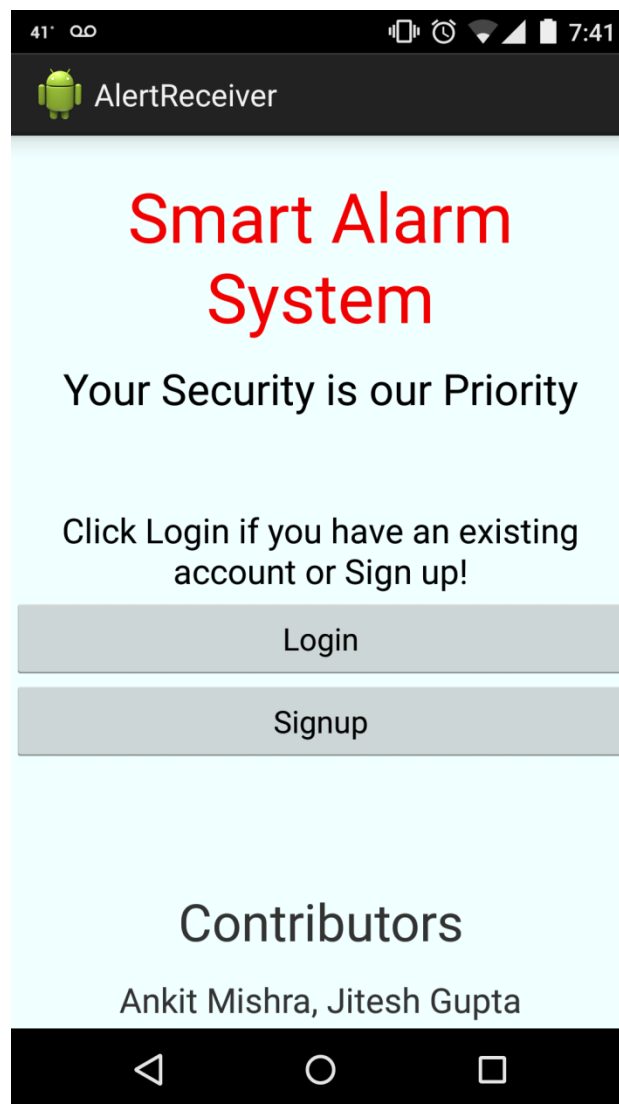 41° 7:41
AlertReceiver
Smart Alarm
System
Your Security is our Priority
Click Login if you have an existing
account or Sign up!
Login
Signup
Contributors
Ankit Mishra, Jitesh Gupta